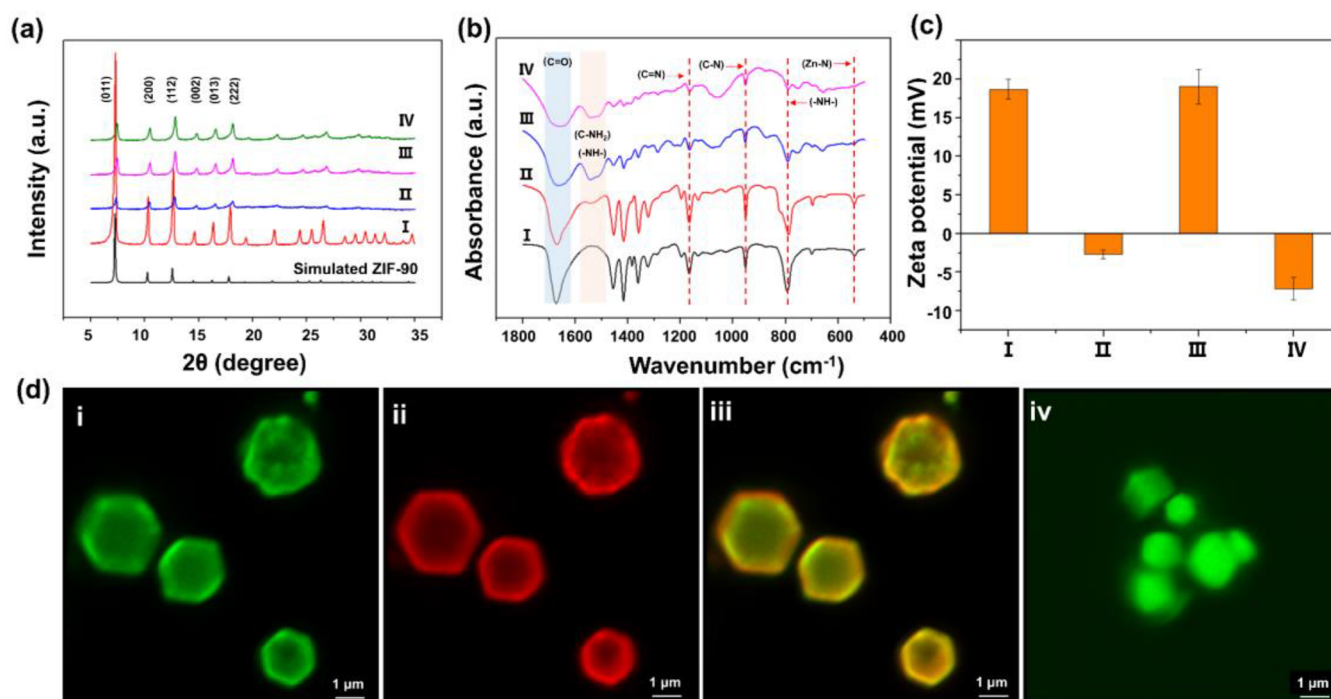 (a)
Intensity (a.u.)
(011)
(200)
(112)
(002)
(013)
(222)
IV
III
II
I
Simulated ZIF-90
5
10
15
20
25
30
35
2θ (degree)
(b)
Absorbance (a.u.)
(C=O)
(C=N)
(C-N)
(Zn-N)
(-NH-)
(C-NH2)
(-NH-)
IV
III
II
I
1800
1600
1400
1200
1000
800
600
400
Wavenumber (cm-1)
(c)
Zeta potential (mV)
20
15
10
5
0
-5
-10
I
II
III
IV
(d)
i
1 μm
ii
1 μm
iii
1 μm
iv
1 μm